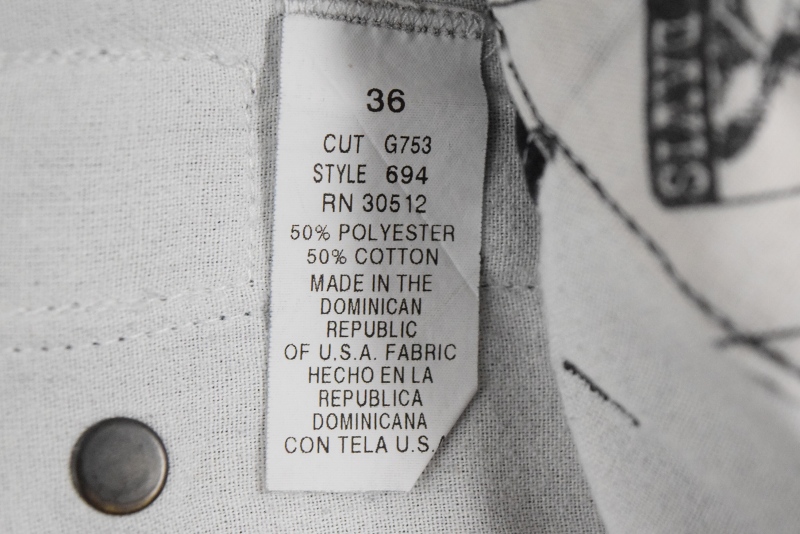 36
CUT G753
STYLE 694
RN 30512
50% POLYESTER
50% COTTON
MADE IN THE
DOMINICAN
REPUBLIC
OF U.S.A. FABRIC
HECHO EN LA
REPUBLICA
DOMINICANA
CON TELA U.S.A
DAVIS